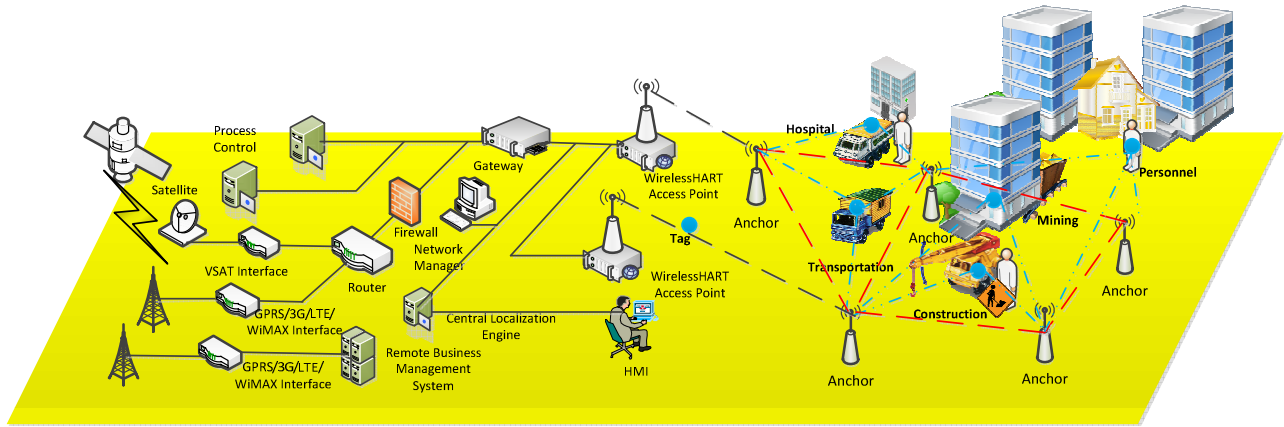 Process
Control
Satellite
VSAT Interface
GPRS/3G/LTE/
WiMAX Interface
GPRS/3G/LTE/
WiMAX Interface
Router
Firewall
Network
Manager
Gateway
WirelessHART
Access Point
WirelessHART
Access Point
Central Localization
Engine
Remote Business
Management
System
HMI
Tag
Anchor
Hospital
Transportation
Anchor
Mining
Personnel
Construction
Anchor
Anchor
Anchor